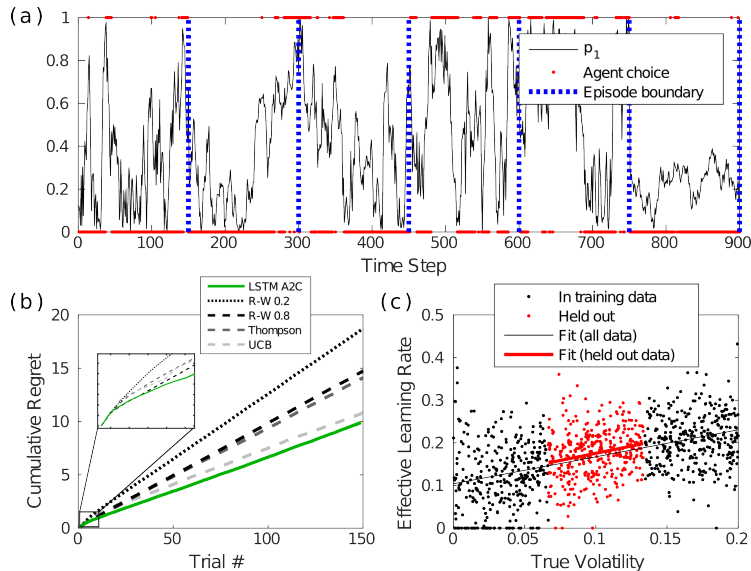 (a)
1
0.8
0.6
0.4
0.2
0
p1
Agent choice
Episode boundary
0 100 200 300 400 500 600 700 800 900
Time Step
(b)
LSTM A2C
R-W 0.2
R-W 0.8
Thompson
UCB
20
15
10
5
0
Cumulative Regret
0 50 100 150
Trial #
(c)
In training data
Held out
Fit (all data)
Fit (held out data)
0.5
0.4
0.3
0.2
0.1
0
Effective Learning Rate
0 0.05 0.10 0.15 0.2
True Volatility